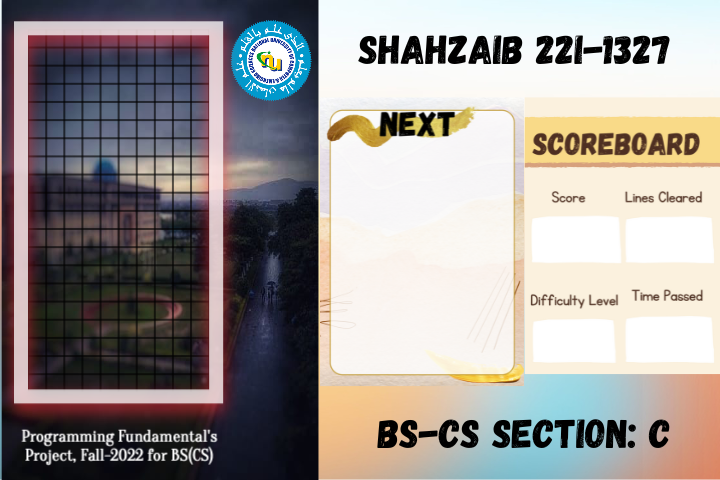 SHAHZAIB 22I-1327
NEXT
SCOREBOARD
Score
Lines Cleared
Difficulty Level
Time Passed
BS-CS SECTION: C
Programming Fundamental's
Project, Fall-2022 for BS(CS)